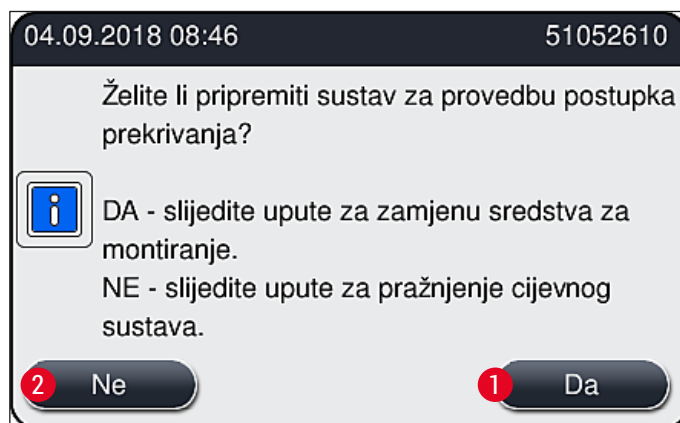 04.09.2018 08:46 51052610
Želite li pripremiti sustav za provedbu postupka
prekrivanja?
DA - slijedite upute za zamjenu sredstva za
montiranje.
NE - slijedite upute za pražnjenje cijevnog
sustava.
2 Ne 1 Da